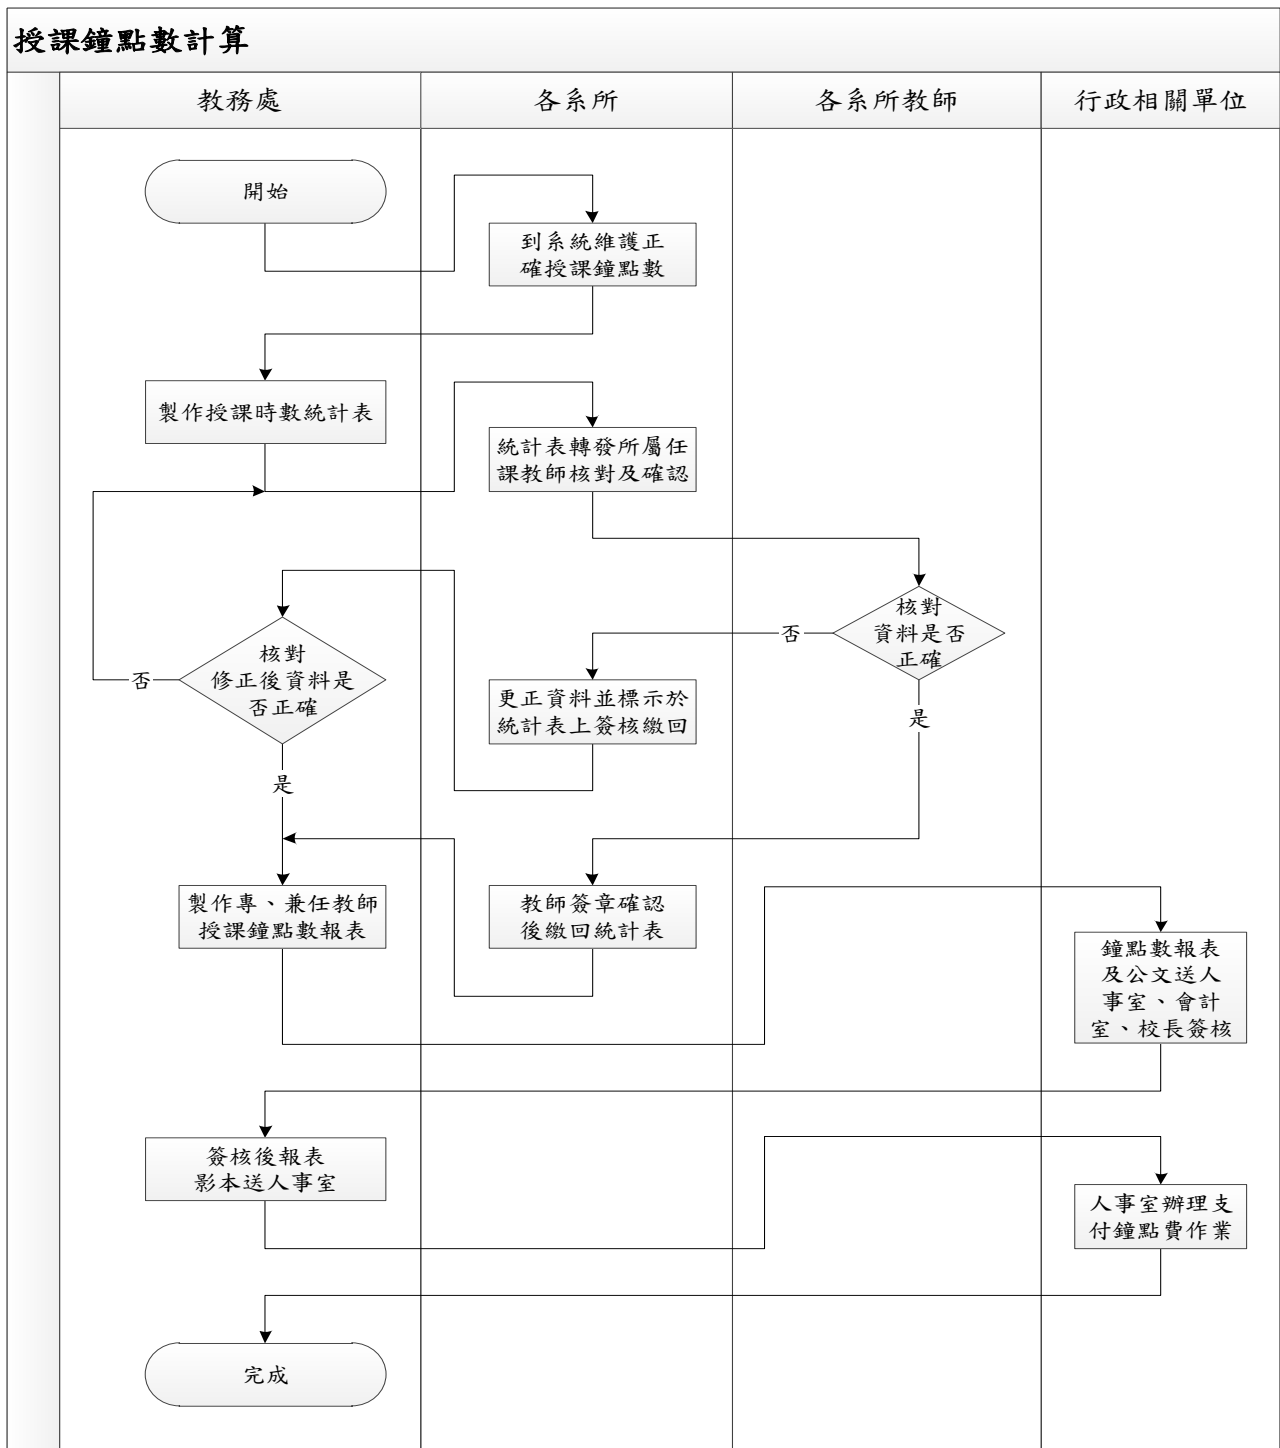 授課鐘點數計算
教務處
各系所
各系所教師
行政相關單位
開始
到系統維護正
確授課鐘點數
製作授課時數統計表
統計表轉發所屬任
課教師核對及確認
核對
資料是否
正確
否
是
核對
修正後資料是
否正確
否
是
更正資料並標示於
統計表上簽核繳回
製作專、兼任教師
授課鐘點數報表
教師簽章確認
後繳回統計表
鐘點數報表
及公文送人
事室、會計
室、校長簽核
簽核後報表
影本送人事室
人事室辦理支
付鐘點費作業
完成